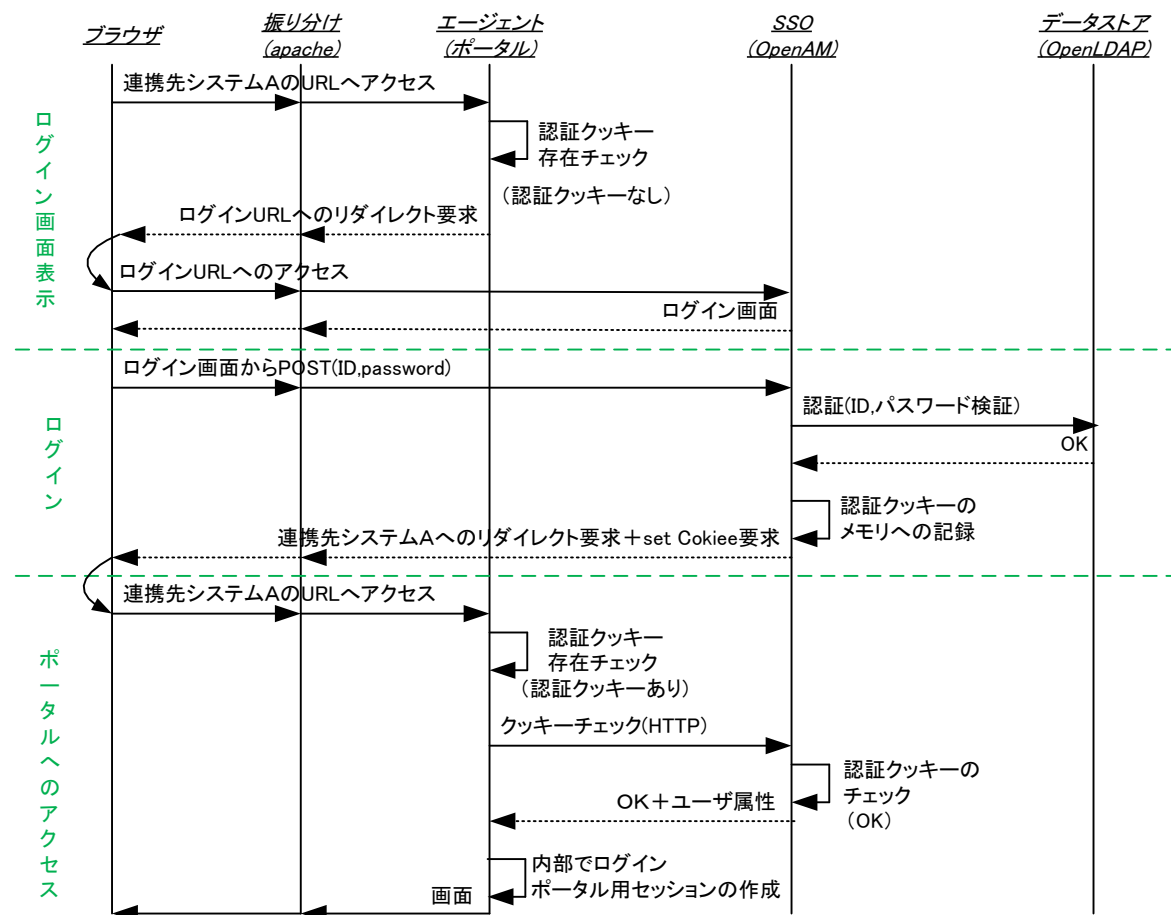 ブラウザ
振り分け
(apache)
エージェント
(ポータル)
SSO
(OpenAM)
データストア
(OpenLDAP)
ログイン画面表示
連携先システムAのURLへアクセス
認証クッキー
存在チェック
(認証クッキーなし)
ログインURLへのリダイレクト要求
ログインURLへのアクセス
ログイン画面
ログイン
ログイン画面からPOST(ID,password)
認証(ID,パスワード検証)
OK
認証クッキーの
メモリへの記録
連携先システムAへのリダイレクト要求+set Cokiee要求
ポータルへのアクセス
連携先システムAのURLへアクセス
認証クッキー
存在チェック
(認証クッキーあり)
クッキーチェック(HTTP)
認証クッキーの
チェック
(OK)
OK+ユーザ属性
内部でログイン
ポータル用セッションの作成
画面